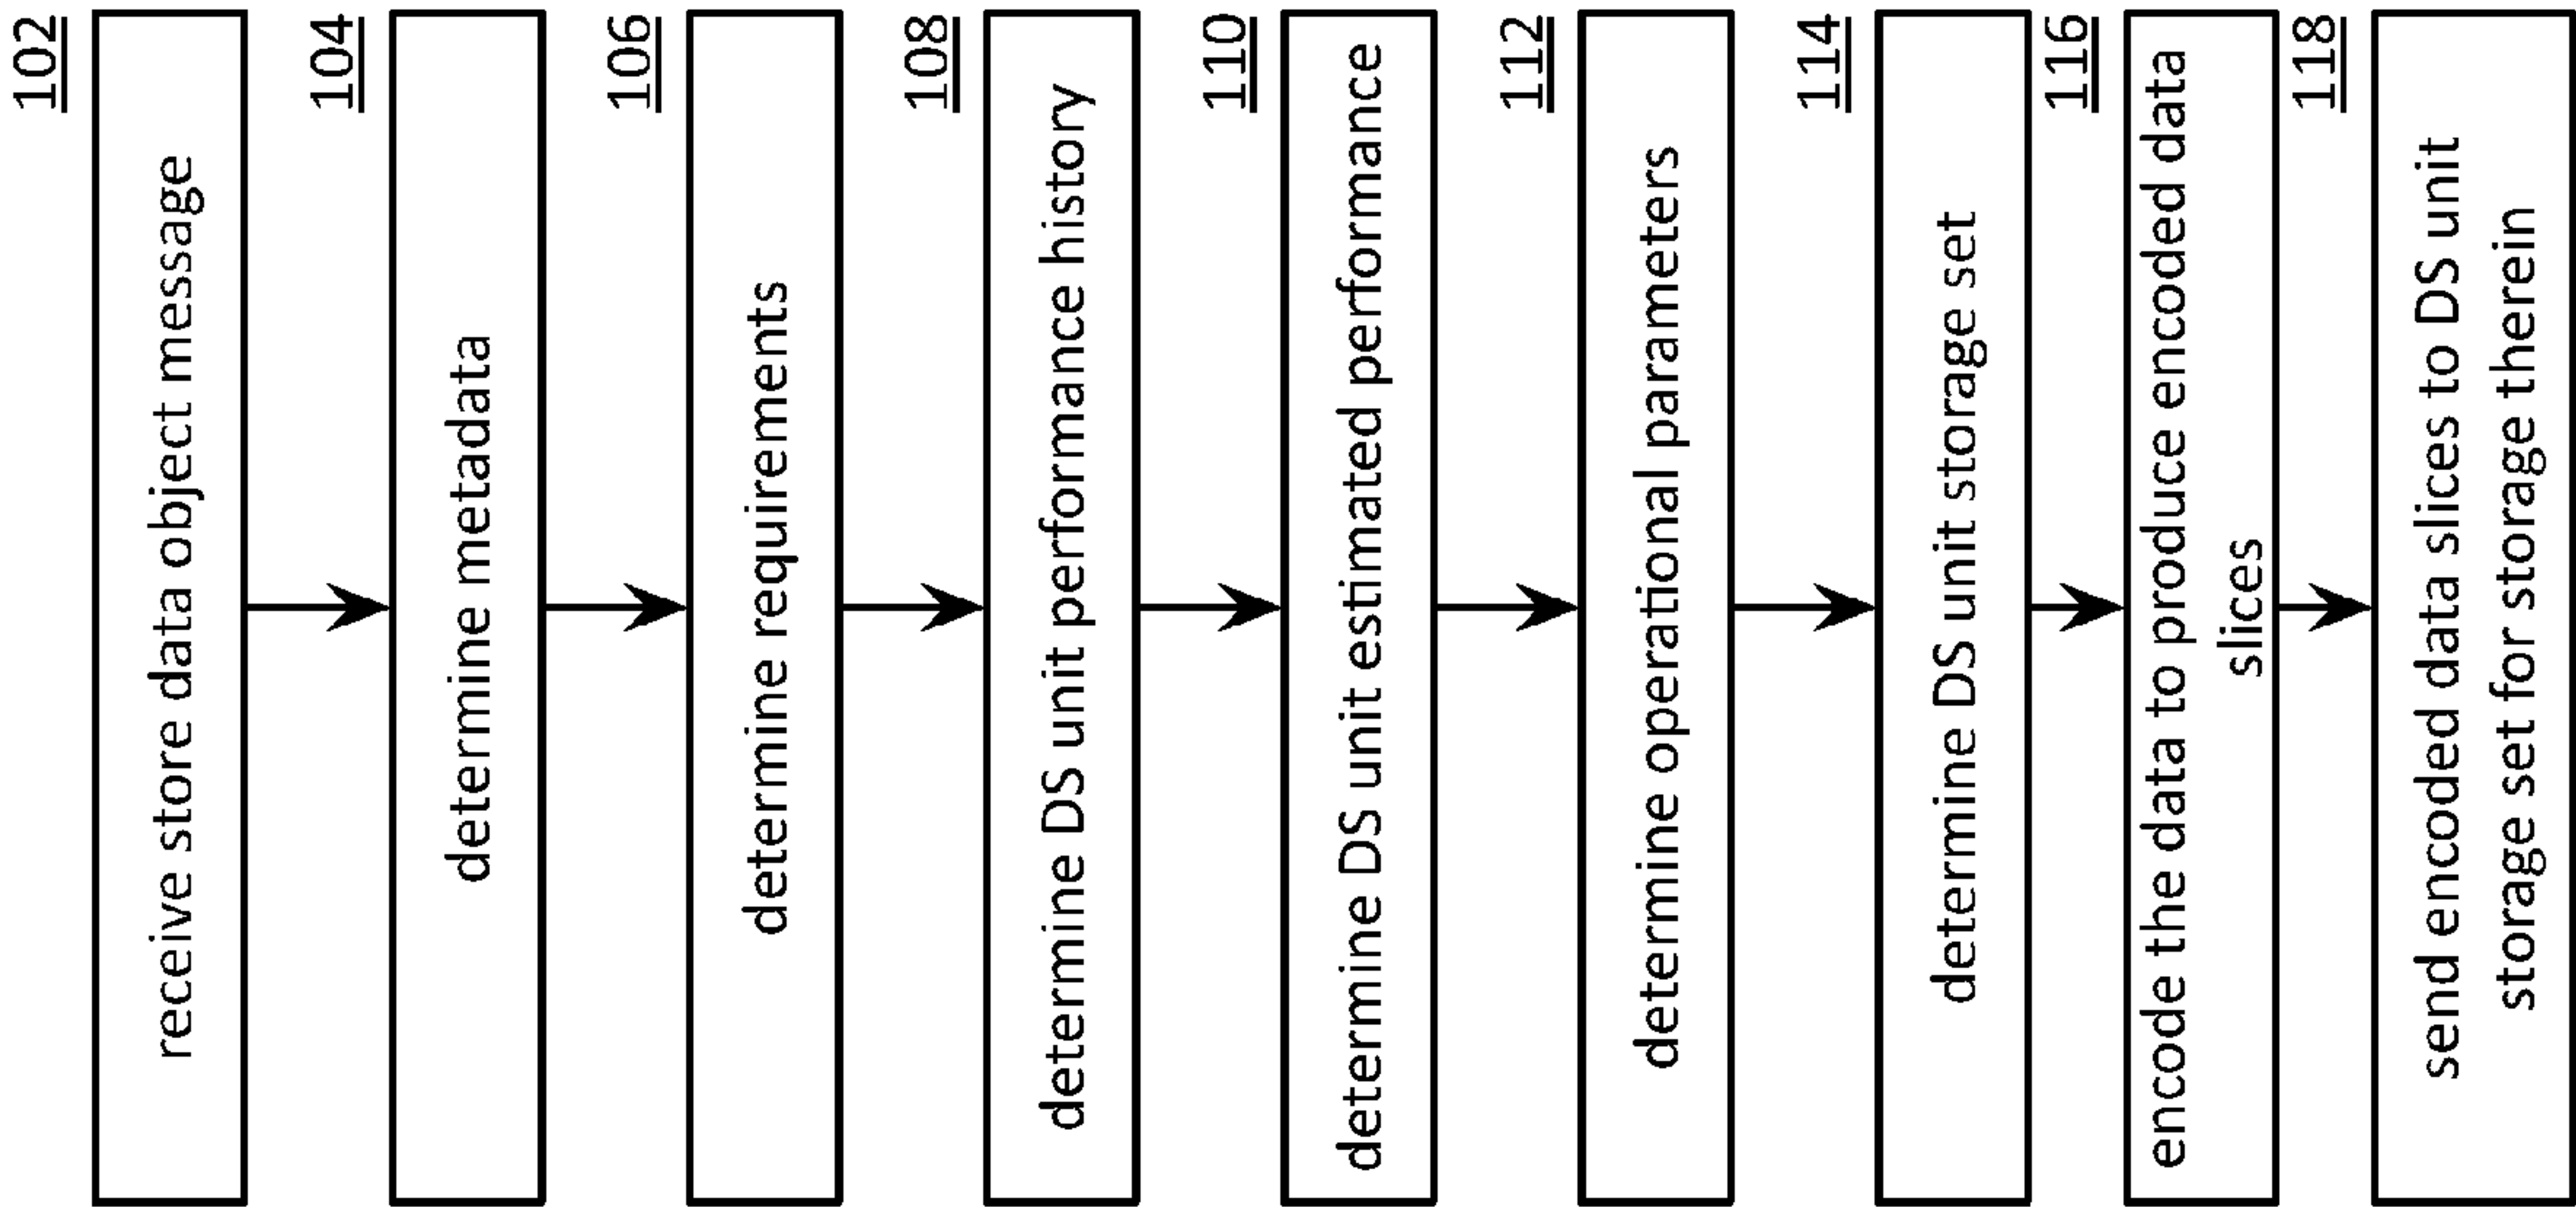 102
receive store data object message
104
determine metadata
106
determine requirements
108
determine DS unit performance history
110
determine DS unit estimated performance
112
determine operational parameters
114
determine DS unit storage set
116
encode the data to produce encoded data
slices
118
send encoded data slices to DS unit
storage set for storage therein